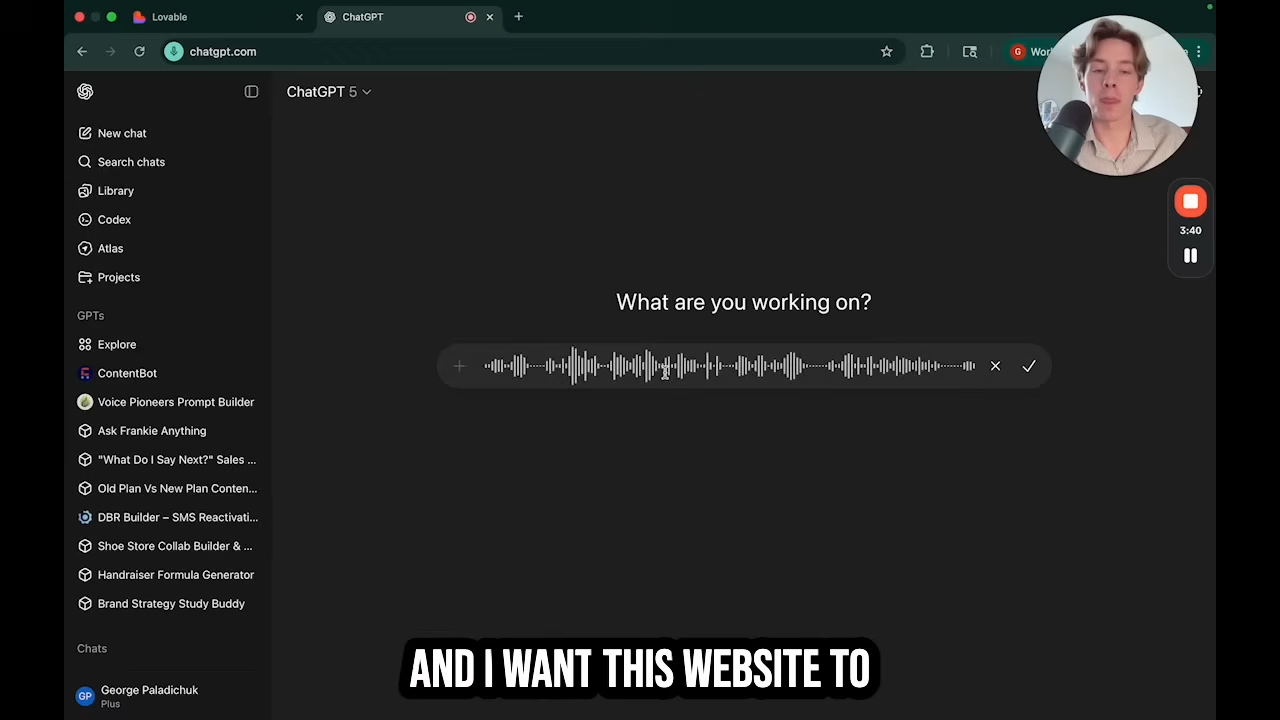 Lovable
ChatGPT
chatgpt.com
G Work
ChatGPT 5
New chat
Search chats
Library
Codex
Atlas
Projects
GPTs
Explore
ContentBot
Voice Pioneers Prompt Builder
Ask Frankie Anything
"What Do I Say Next?" Sales ...
Old Plan Vs New Plan Conten...
DBR Builder – SMS Reactivati...
Shoe Store Collab Builder & ...
Handraiser Formula Generator
Brand Strategy Study Buddy
Chats
GP
George Paladichuk
Plus
What are you working on?
3:40
AND I WANT THIS WEBSITE TO